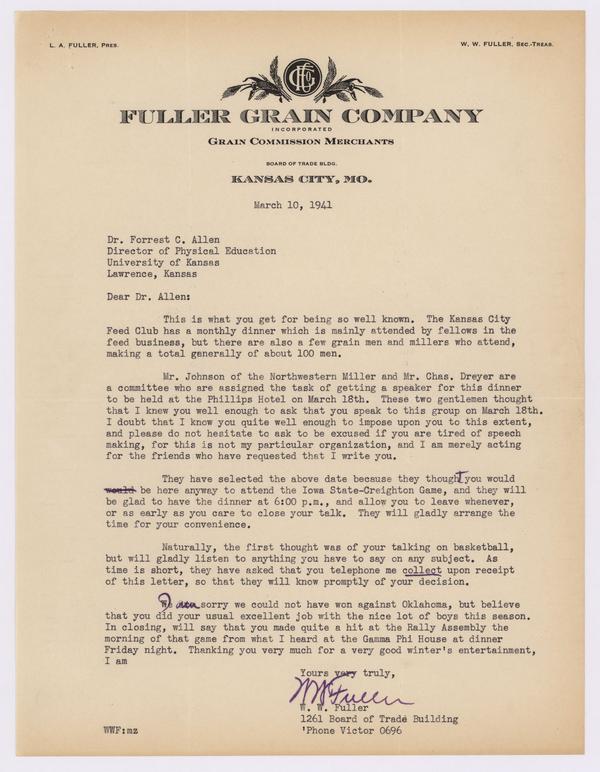 L. A. FULLER, PRES.
W. W. FULLER, SEC.-TREAS.
FGCo
FULLER GRAIN COMPANY
INCORPORATED
GRAIN COMMISSION MERCHANTS
BOARD OF TRADE BLDG.
KANSAS CITY, MO.
March 10, 1941
Dr. Forrest C. Allen
Director of Physical Education
University of Kansas
Lawrence, Kansas
Dear Dr. Allen:
This is what you get for being so well known. The Kansas City
Feed Club has a monthly dinner which is mainly attended by fellows in the
feed business, but there are also a few grain men and millers who attend,
making a total ganerally of about 100 men.
Mr. Johnson of the Northwestern Miller and Mr. Chas. Dreyer are
a committee who are assigned the task of getting a speaker for this dinner
to be held at the Phillips Hotel on March 18th. These two gentlemen thought
that I knew you well enough to ask that you speak to this group on March 18th.
I doubt that I know you quite well enough to impose upon you to this extent,
and please do not hesitate to ask to be excused if you are tired of speech
making, for this is not my particular organization, and I am merely acting
for the friends who have requested that I write you.
They have selected the above date because they thought you would
would be here anyway to attend the Iowa State-Creighton Game, and they will
be glad to have the dinner at 6:00 p.m., and allow you to leave whenever,
or as early as you care to close your talk. They will gladly arrange the
time for your convenience.
Naturally, the first thought was of your talking on basketball,
but will gladly listen to anything you have to say on any subject. As
time is short, they have asked that you telephone me collect upon receipt
of this letter, so that they will know promptly of your decision.
I am sorry we could not have won against Oklahoma, but believe
that you did your usual excellent job with the nice lot of boys this season.
In closing, will say that you made quite a hit at the Rally Assembly the
morning of that game from what I heard at the Gamma Phi House at dinner
Friday night. Thanking you very much for a very good winter's entertainment,
I am
Yours very truly,
WW Fuller
W. W. Fuller
1261 Board of Trade Building
'Phone Victor 0696
WWF:mz